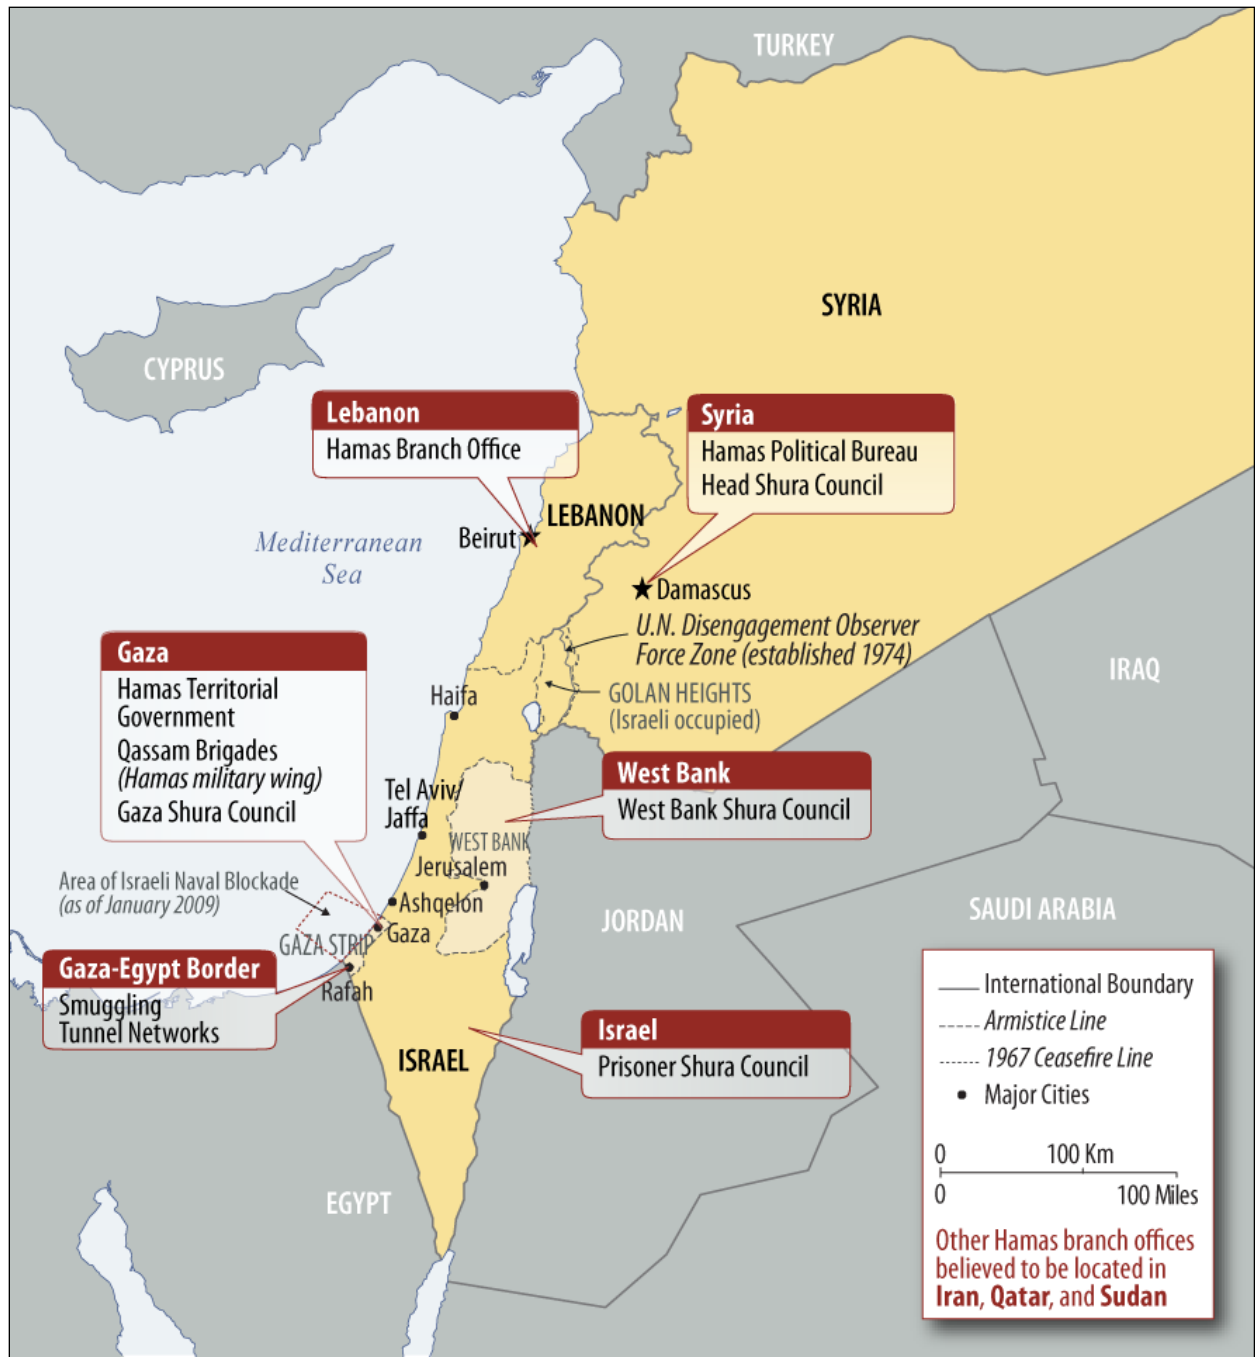 TURKEY
SYRIA
CYPRUS
Lebanon
Hamas Branch Office
Syria
Hamas Political Bureau
Head Shura Council
LEBANON
Beirut
Mediterranean
Sea
Damascus
U.N. Disengagement Observer
Force Zone (established 1974)
Gaza
Hamas Territorial
Government
Qassam Brigades
(Hamas military wing)
Gaza Shura Council
IRAQ
Haifa
GOLAN HEIGHTS
(Israeli occupied)
West Bank
West Bank Shura Council
Tel Aviv/
Jaffa
WEST BANK
Jerusalem
Area of Israeli Naval Blockade
(as of January 2009)
Ashqelon
JORDAN
SAUDI ARABIA
Gaza
GAZA STRIP
Gaza-Egypt Border
Smuggling
Tunnel Networks
Rafah
Israel
Prisoner Shura Council
ISRAEL
EGYPT
International Boundary
Armistice Line
1967 Ceasefire Line
Major Cities
0 100 Km
0 100 Miles
Other Hamas branch offices
believed to be located in
Iran, Qatar, and Sudan